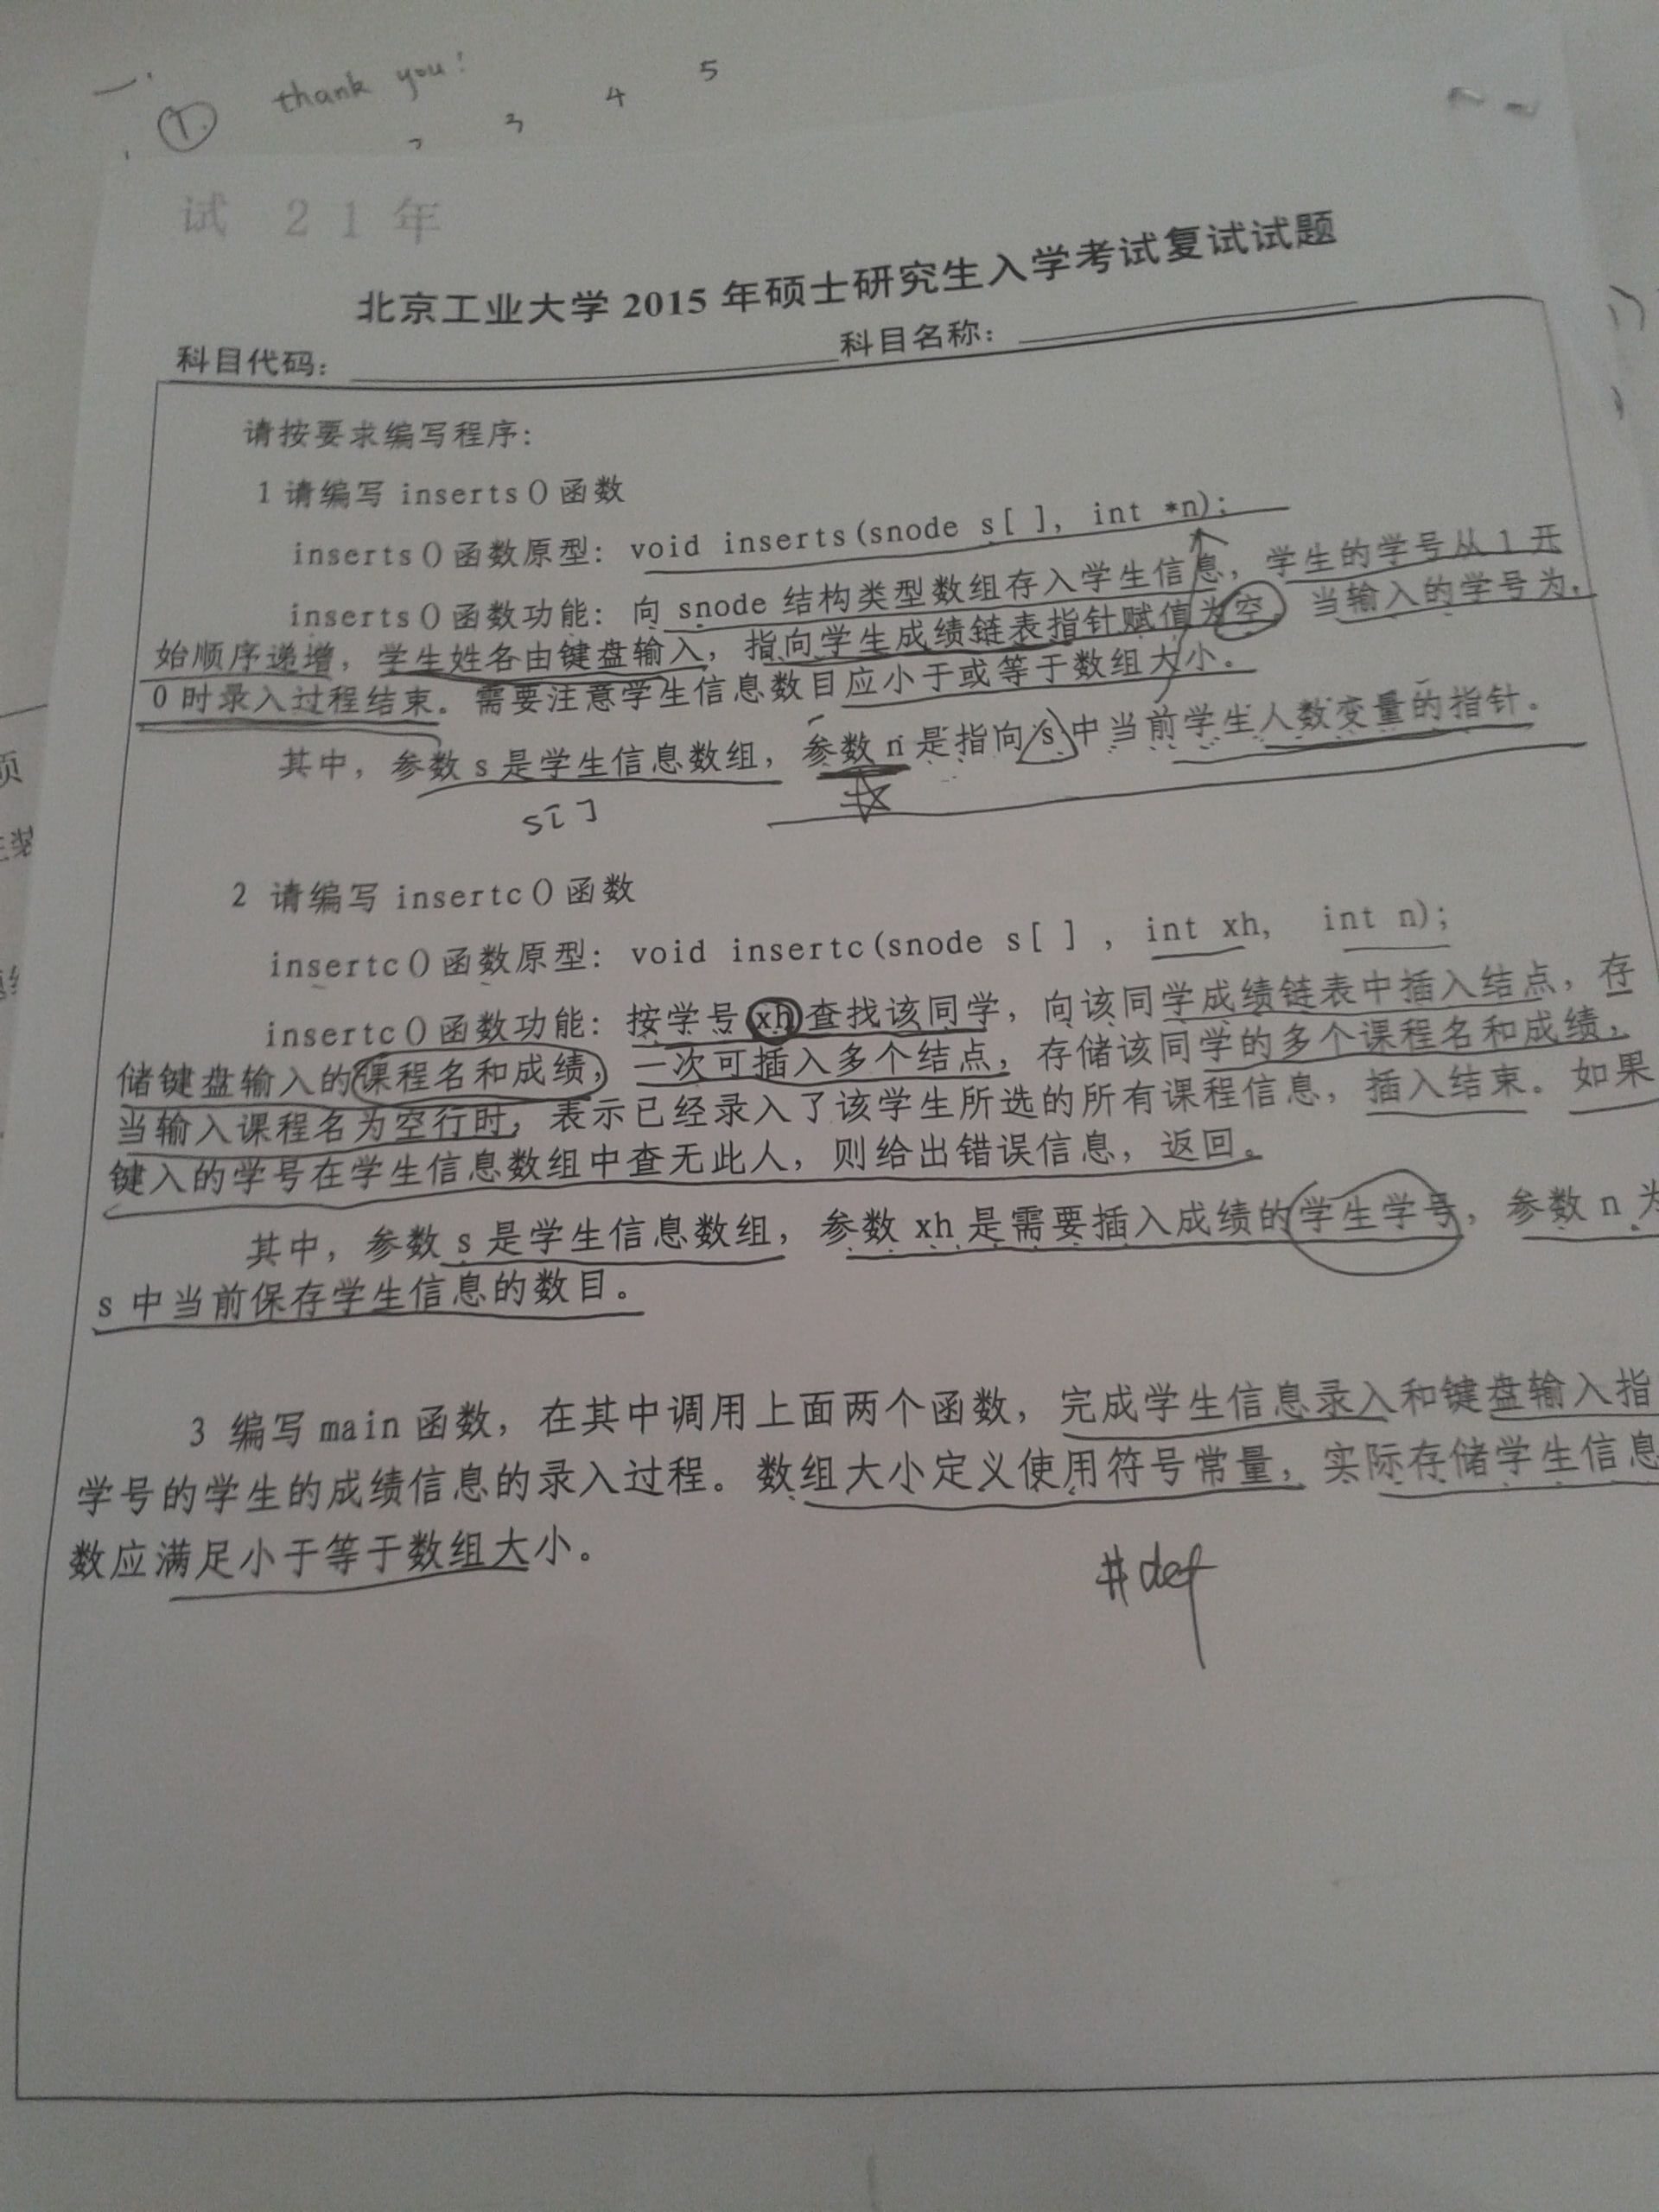 thank you!
①
2 3 4 5
试 21年
北京工业大学 2015 年硕士研究生入学考试复试试题
科目代码: 科目名称:
请按要求编写程序:
1 请编写 inserts() 函数
inserts() 函数原型: void inserts(snode s[ ], int *n);
inserts() 函数功能: 向 snode 结构类型数组存入学生信息, 学生的学号从 1 开
始顺序递增, 学生姓名由键盘输入, 指向学生成绩链表指针赋值为空。当输入的学号为
0 时录入过程结束。需要注意学生信息数目应小于或等于数组大小。
其中, 参数 s 是学生信息数组, 参数 n 是指向 s 中当前学生人数变量的指针。
s[ ]
2 请编写 insertc() 函数
insertc() 函数原型: void insertc(snode s[ ] , int xh, int n);
insertc() 函数功能: 按学号 xh 查找该同学, 向该同学成绩链表中插入结点, 存
储键盘输入的课程名和成绩, 一次可插入多个结点, 存储该同学的多个课程名和成绩,
当输入课程名为空行时, 表示已经录入了该学生所选的所有课程信息, 插入结束。如果
键入的学号在学生信息数组中查无此人, 则给出错误信息, 返回。
其中, 参数 s 是学生信息数组, 参数 xh 是需要插入成绩的学生学号, 参数 n 为
s 中当前保存学生信息的数目。
3 编写 main 函数, 在其中调用上面两个函数, 完成学生信息录入和键盘输入指
学号的学生的成绩信息的录入过程。数组大小定义使用符号常量, 实际存储学生信息
数应满足小于等于数组大小。
#def